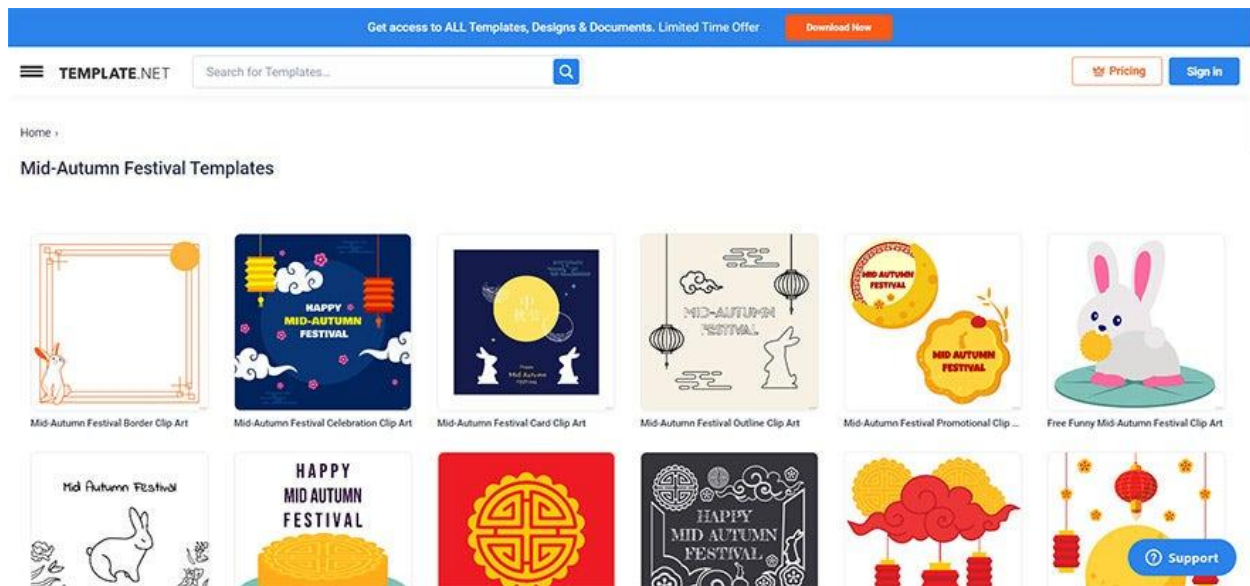 Get access to ALL Templates, Designs & Documents. Limited Time Offer
Download Now
TEMPLATE.NET
Search for Templates...
Pricing
Sign in
Home ›
Mid-Autumn Festival Templates
HAPPY
MID-AUTUMN
FESTIVAL
Happy
Mid Autumn
MID-AUTUMN
FESTIVAL
MID AUTUMN
FESTIVAL
MID AUTUMN
FESTIVAL
Mid-Autumn Festival Border Clip Art
Mid-Autumn Festival Celebration Clip Art
Mid-Autumn Festival Card Clip Art
Mid-Autumn Festival Outline Clip Art
Mid-Autumn Festival Promotional Clip ...
Free Funny Mid-Autumn Festival Clip Art
Mid Autumn Festival
HAPPY
MID AUTUMN
FESTIVAL
HAPPY
MID AUTUMN
FESTIVAL
Support